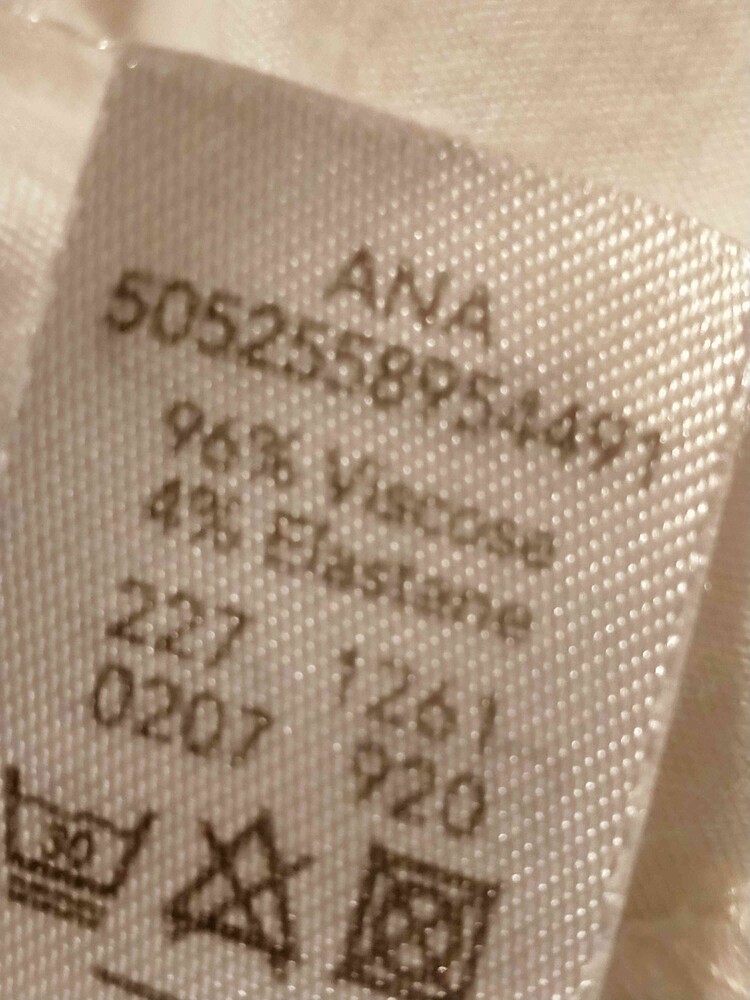 ANA
5052558954491
96% Viscose
4% Elastane
227 1261
0207 920
30